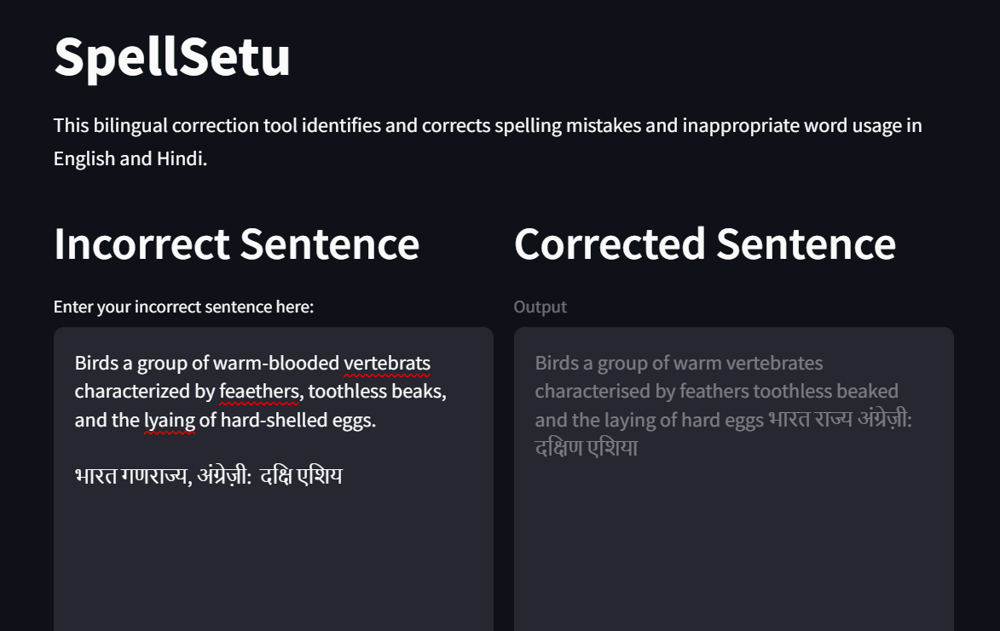 SpellSetu
This bilingual correction tool identifies and corrects spelling mistakes and inappropriate word usage in
English and Hindi.
Incorrect Sentence
Enter your incorrect sentence here:
Birds a group of warm-blooded vertebrats
characterized by feaethers, toothless beaks,
and the lyaing of hard-shelled eggs.
भारत गणराज्य, अंग्रेज़ी: दक्षि एशिय
Corrected Sentence
Output
Birds a group of warm vertebrates
characterised by feathers toothless beaked
and the laying of hard eggs भारत राज्य अंग्रेज़ी:
दक्षिण एशिया